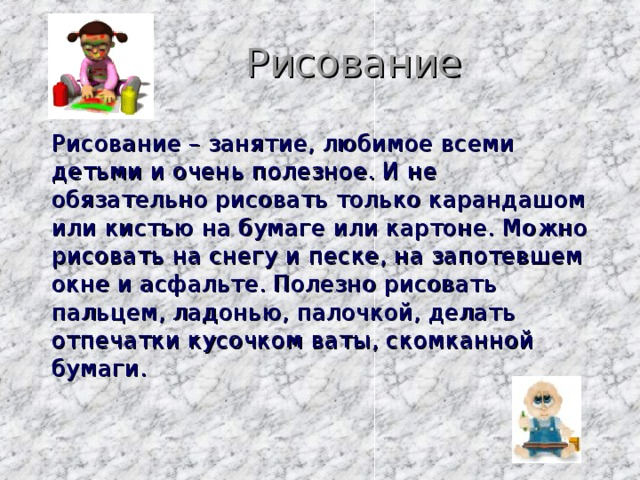 Рисование
Рисование – занятие, любимое всеми
детьми и очень полезное. И не
обязательно рисовать только карандашом
или кистью на бумаге или картоне. Можно
рисовать на снегу и песке, на запотевшем
окне и асфальте. Полезно рисовать
пальцем, ладонью, палочкой, делать
отпечатки кусочком ваты, скомканной
бумаги.